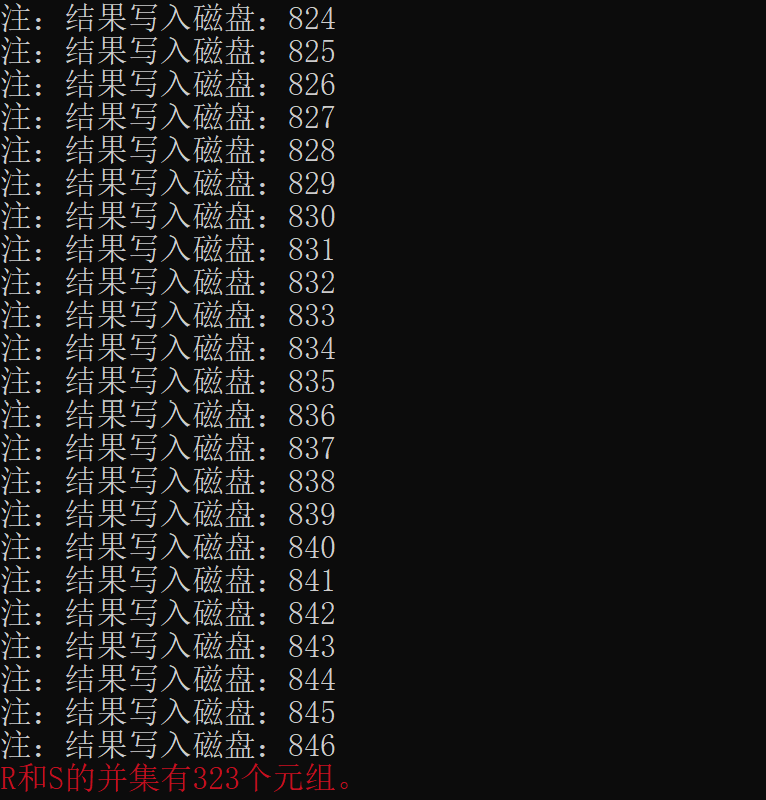 注：结果写入磁盘：824
注：结果写入磁盘：825
注：结果写入磁盘：826
注：结果写入磁盘：827
注：结果写入磁盘：828
注：结果写入磁盘：829
注：结果写入磁盘：830
注：结果写入磁盘：831
注：结果写入磁盘：832
注：结果写入磁盘：833
注：结果写入磁盘：834
注：结果写入磁盘：835
注：结果写入磁盘：836
注：结果写入磁盘：837
注：结果写入磁盘：838
注：结果写入磁盘：839
注：结果写入磁盘：840
注：结果写入磁盘：841
注：结果写入磁盘：842
注：结果写入磁盘：843
注：结果写入磁盘：844
注：结果写入磁盘：845
注：结果写入磁盘：846
R和S的并集有323个元组。